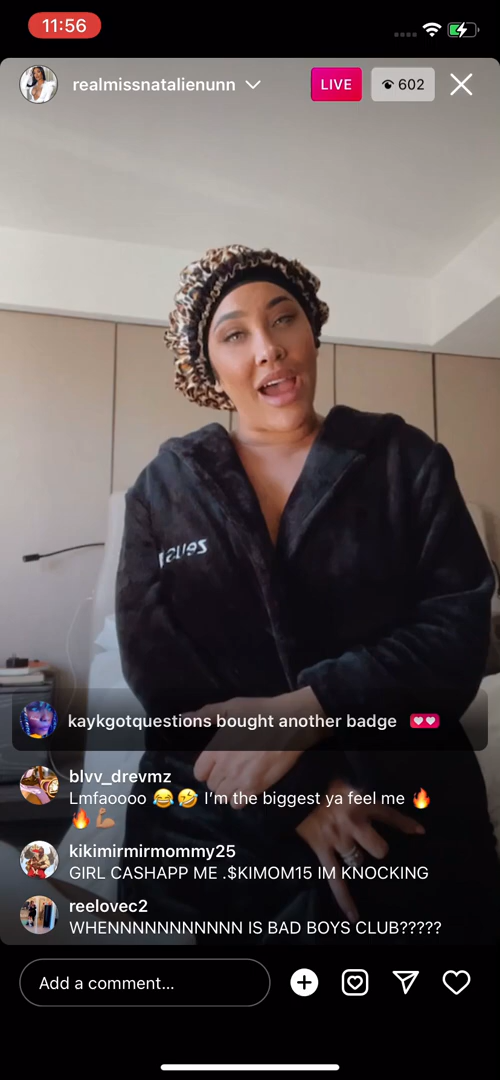 11:56
realmissnatalienunn
LIVE
602
kaykgotquestions bought another badge
blvv_drevmz
Lmfaoooo 😂🤣 I'm the biggest ya feel me 🔥
🔥💪🏽
kikimirmirmommy25
GIRL CASHAPP ME .$KIMOM15 IM KNOCKING
reelovec2
WHENNNNNNNNNNN IS BAD BOYS CLUB?????
Add a comment...